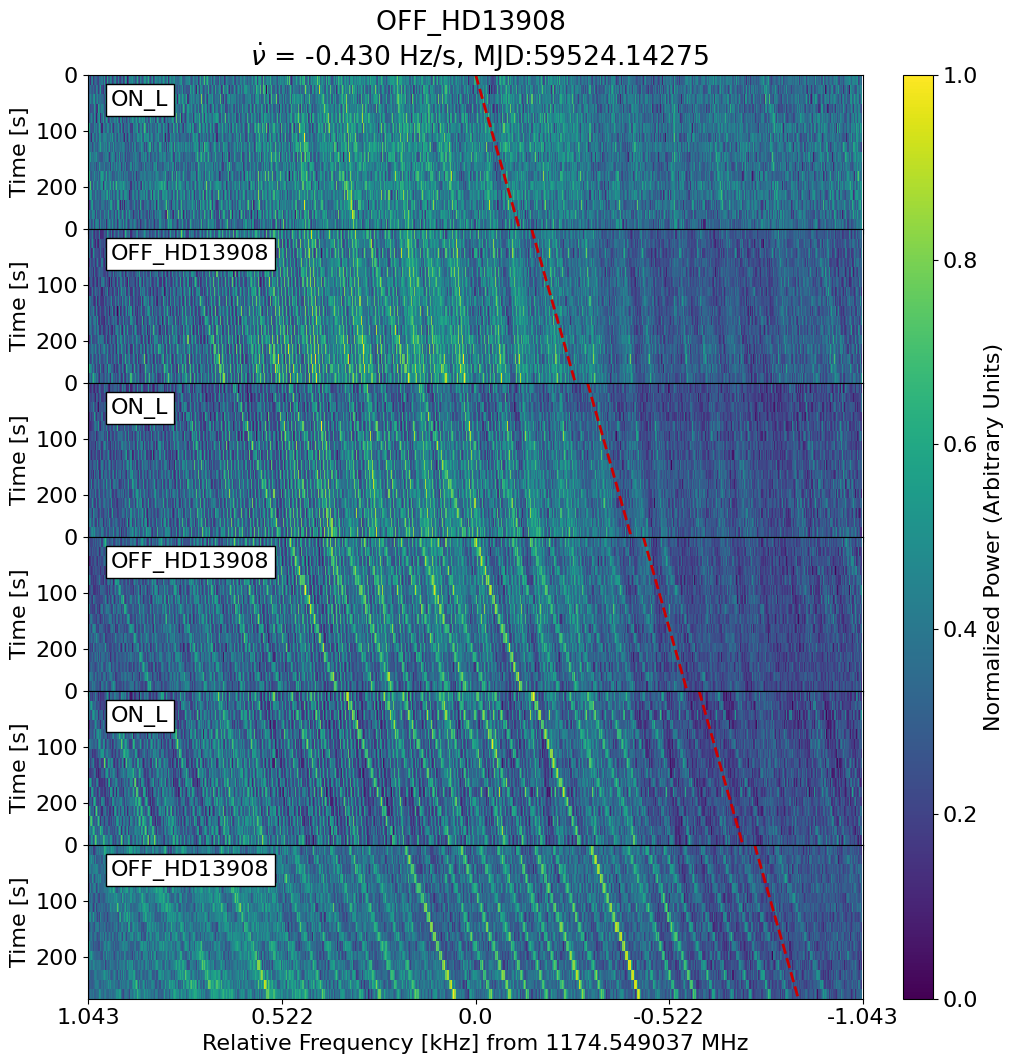 OFF_HD13908
ν̇ = -0.430 Hz/s, MJD:59524.14275
0
ON_L
100
Time [s]
200
0
OFF_HD13908
100
Time [s]
200
0
ON_L
100
Time [s]
200
0
OFF_HD13908
100
Time [s]
200
0
ON_L
100
Time [s]
200
0
OFF_HD13908
100
Time [s]
200
1.043 0.522 0.0 -0.522 -1.043
Relative Frequency [kHz] from 1174.549037 MHz
1.0
0.8
0.6
0.4
0.2
0.0
Normalized Power (Arbitrary Units)